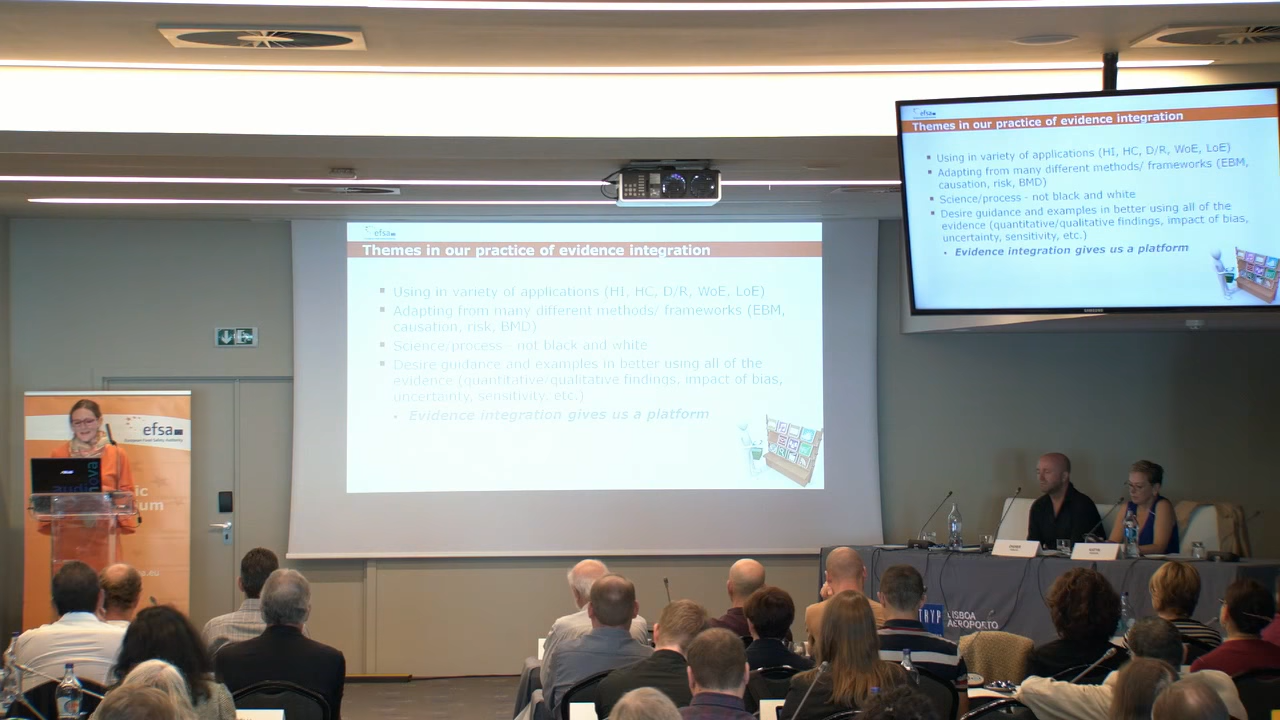 efsa
Themes in our practice of evidence integration
Using in variety of applications (HI, HC, D/R, WoE, LoE)
Adapting from many different methods/ frameworks (EBM,
causation, risk, BMD)
Science/process - not black and white
Desire guidance and examples in better using all of the
evidence (quantitative/qualitative findings, impact of bias,
uncertainty, sensitivity, etc.)
Evidence integration gives us a platform
efsa
Themes in our practice of evidence integration
Using in variety of applications (HI, HC, D/R, WoE, LoE)
Adapting from many different methods/ frameworks (EBM,
causation, risk, BMD)
Science/process - not black and white
Desire guidance and examples in better using all of the
evidence (quantitative/qualitative findings, impact of bias,
uncertainty, sensitivity, etc.)
Evidence integration gives us a platform
SAMSUNG
efsa
European Food Safety Authority
audionova
ic
um
.eu
TRYP
LISBOA
AEROPORTO